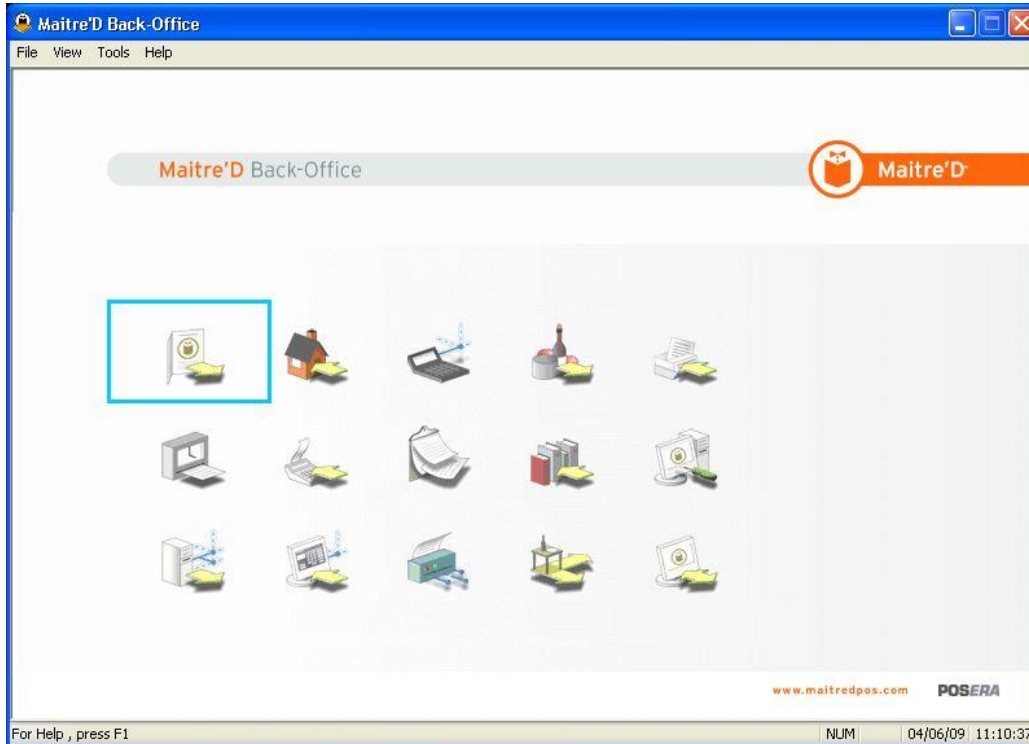 Maitre'D Back-Office
File View Tools Help
Maitre'D Back-Office
Maitre'D
www.maitredpos.com POSERA
For Help , press F1 NUM 04/06/09 11:10:37